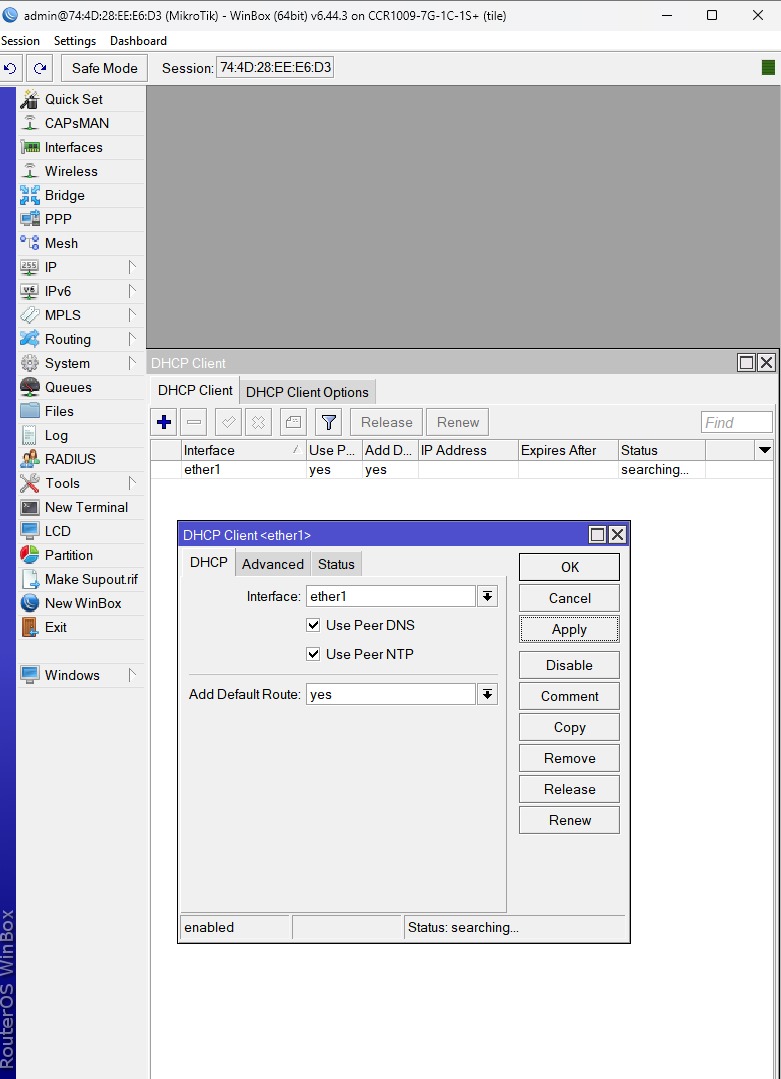 admin@74:4D:28:EE:E6:D3 (MikroTik) - WinBox (64bit) v6.44.3 on CCR1009-7G-1C-1S+ (tile)
Session Settings Dashboard
Safe Mode Session: 74:4D:28:EE:E6:D3
Quick Set
CAPsMAN
Interfaces
Wireless
Bridge
PPP
Mesh
255 IP
v6 IPv6
MPLS
Routing
System
Queues
Files
Log
RADIUS
Tools
New Terminal
LCD
Partition
Make Supout.rif
New WinBox
Exit
Windows
RouterOS WinBox
DHCP Client
DHCP Client DHCP Client Options
Release Renew Find
Interface Use P... Add D... IP Address Expires After Status
ether1 yes yes searching...
DHCP Client <ether1>
DHCP Advanced Status
Interface: ether1
Use Peer DNS
Use Peer NTP
Add Default Route: yes
OK
Cancel
Apply
Disable
Comment
Copy
Remove
Release
Renew
enabled Status: searching...